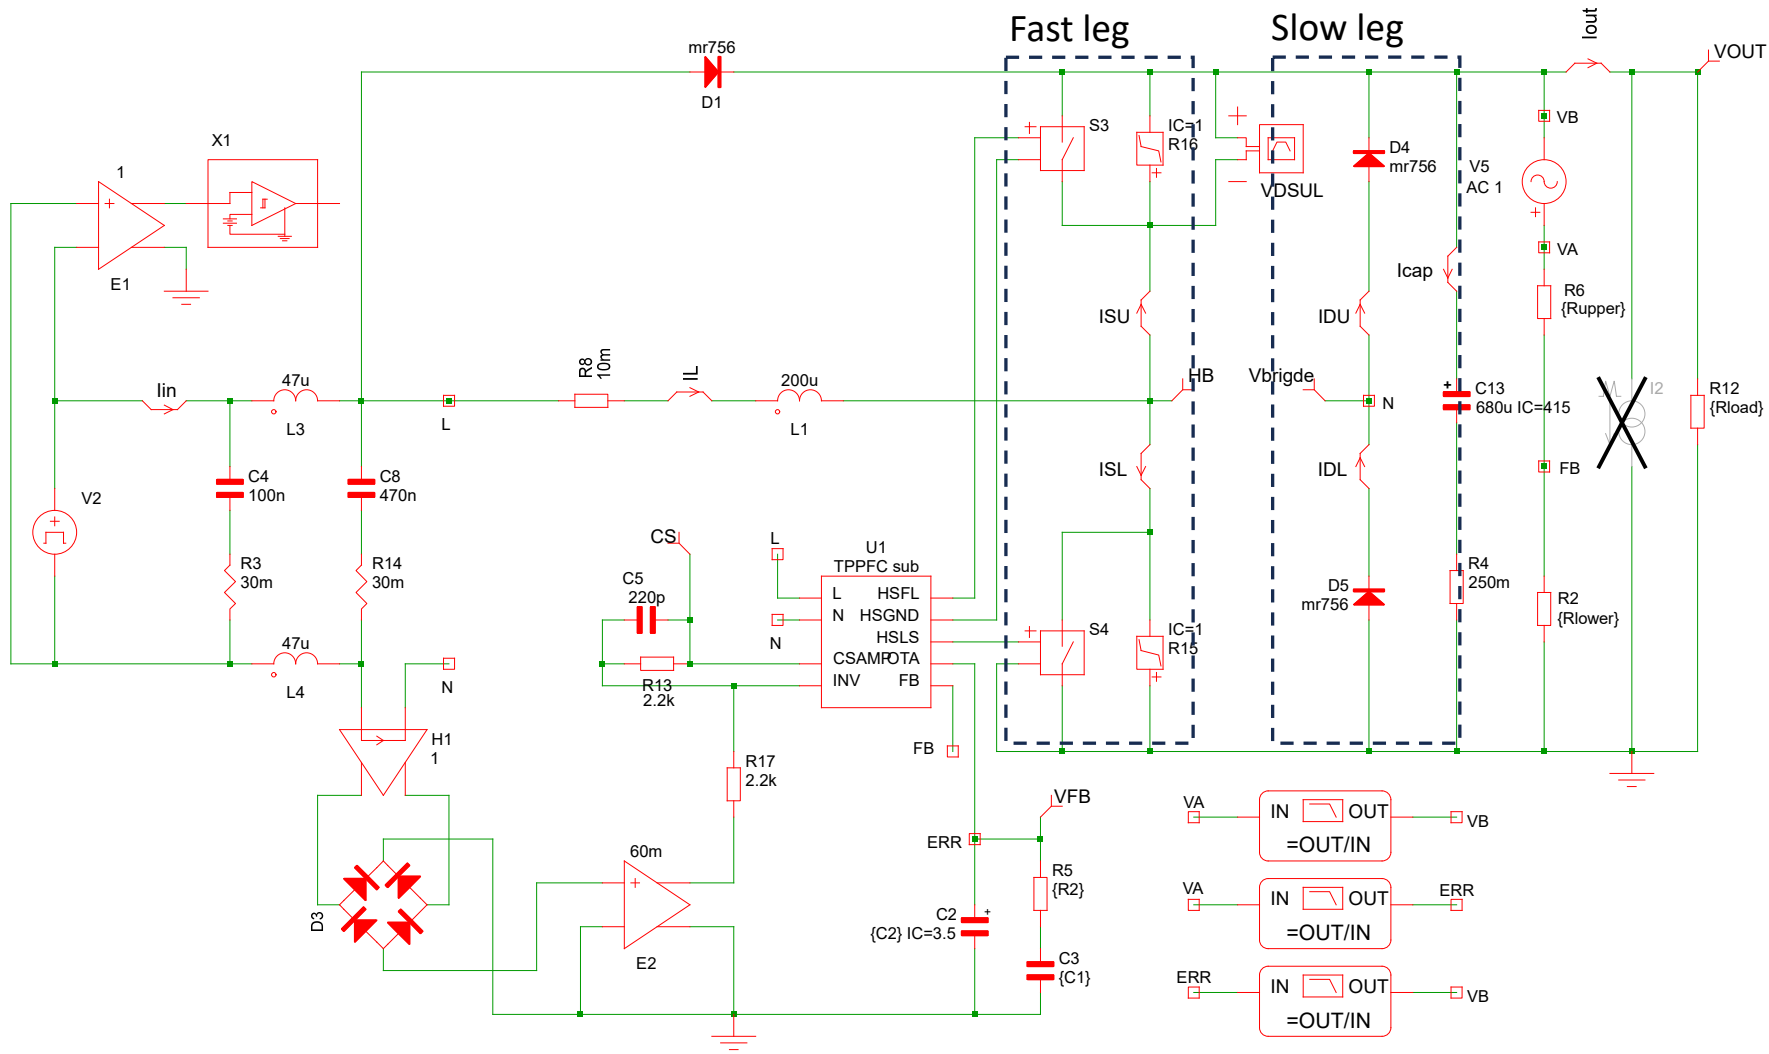 Fast leg
Slow leg
Iout
VOUT
mr756
D1
X1
1
E1
S3
IC=1
R16
VDSUL
D4
mr756
V5
AC 1
VB
VA
Icap
R6
{Rupper}
ISU
IDU
Iin
47u
L3
L
R8
10m
IL
200u
L1
HB
Vbrigde
N
C13
680u IC=415
I2
R12
{Rload}
V2
C4
100n
C8
470n
ISL
IDL
FB
R3
30m
R14
30m
CS
C5
220p
L
N
U1
TPPFC sub
L
N
CSAMP
INV
HSFL
HSGND
HSLS
OTA
FB
R13
2.2k
S4
IC=1
R15
D5
mr756
R4
250m
R2
{Rlower}
47u
L4
N
H1
1
FB
R17
2.2k
VFB
ERR
60m
E2
D3
R5
{R2}
C2
{C2} IC=3.5
C3
{C1}
VA
IN OUT
=OUT/IN
VB
VA
IN OUT
=OUT/IN
ERR
ERR
IN OUT
=OUT/IN
VB